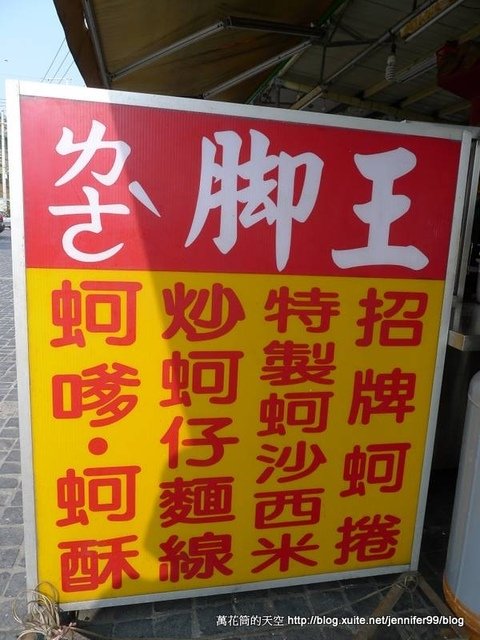 ㄌㄜˋ脚王
招牌蚵捲
特製蚵沙西米
炒蚵仔麵線
蚵嗲・蚵酥
萬花筒的天空 http://blog.xuite.net/jennifer99/blog